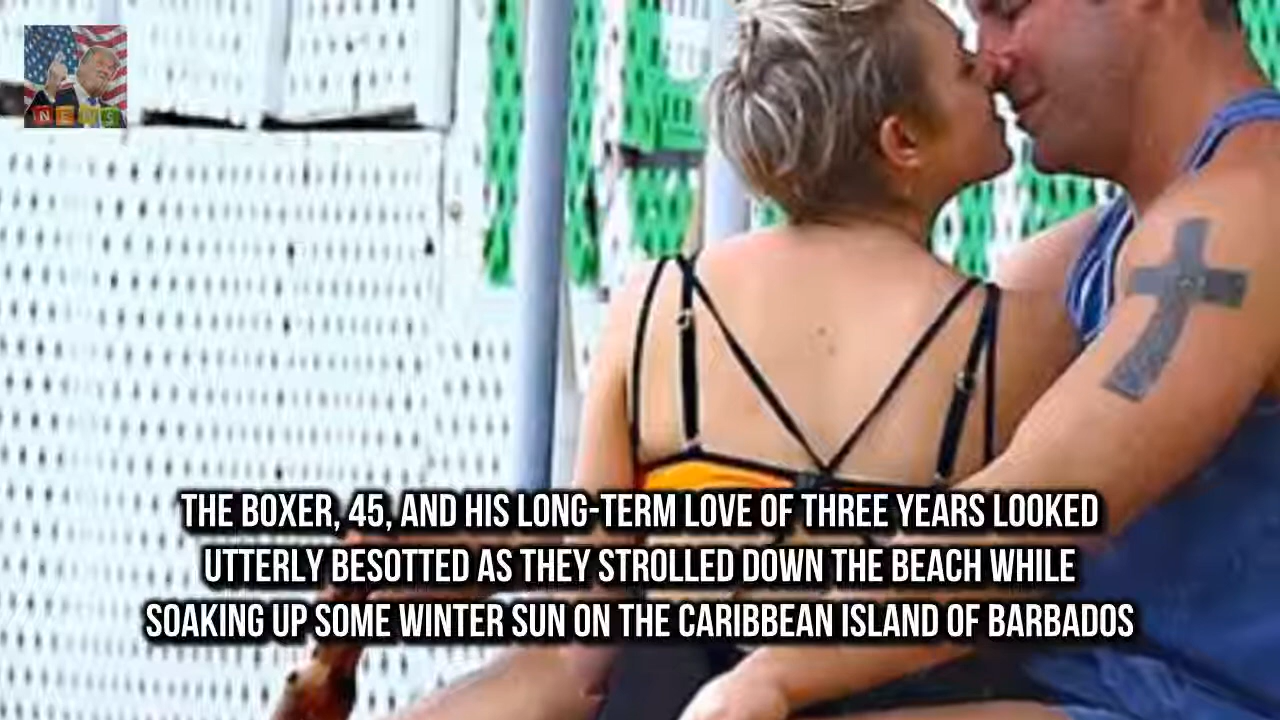 NEWS
THE BOXER, 45, AND HIS LONG-TERM LOVE OF THREE YEARS LOOKED
UTTERLY BESOTTED AS THEY STROLLED DOWN THE BEACH WHILE
SOAKING UP SOME WINTER SUN ON THE CARIBBEAN ISLAND OF BARBADOS